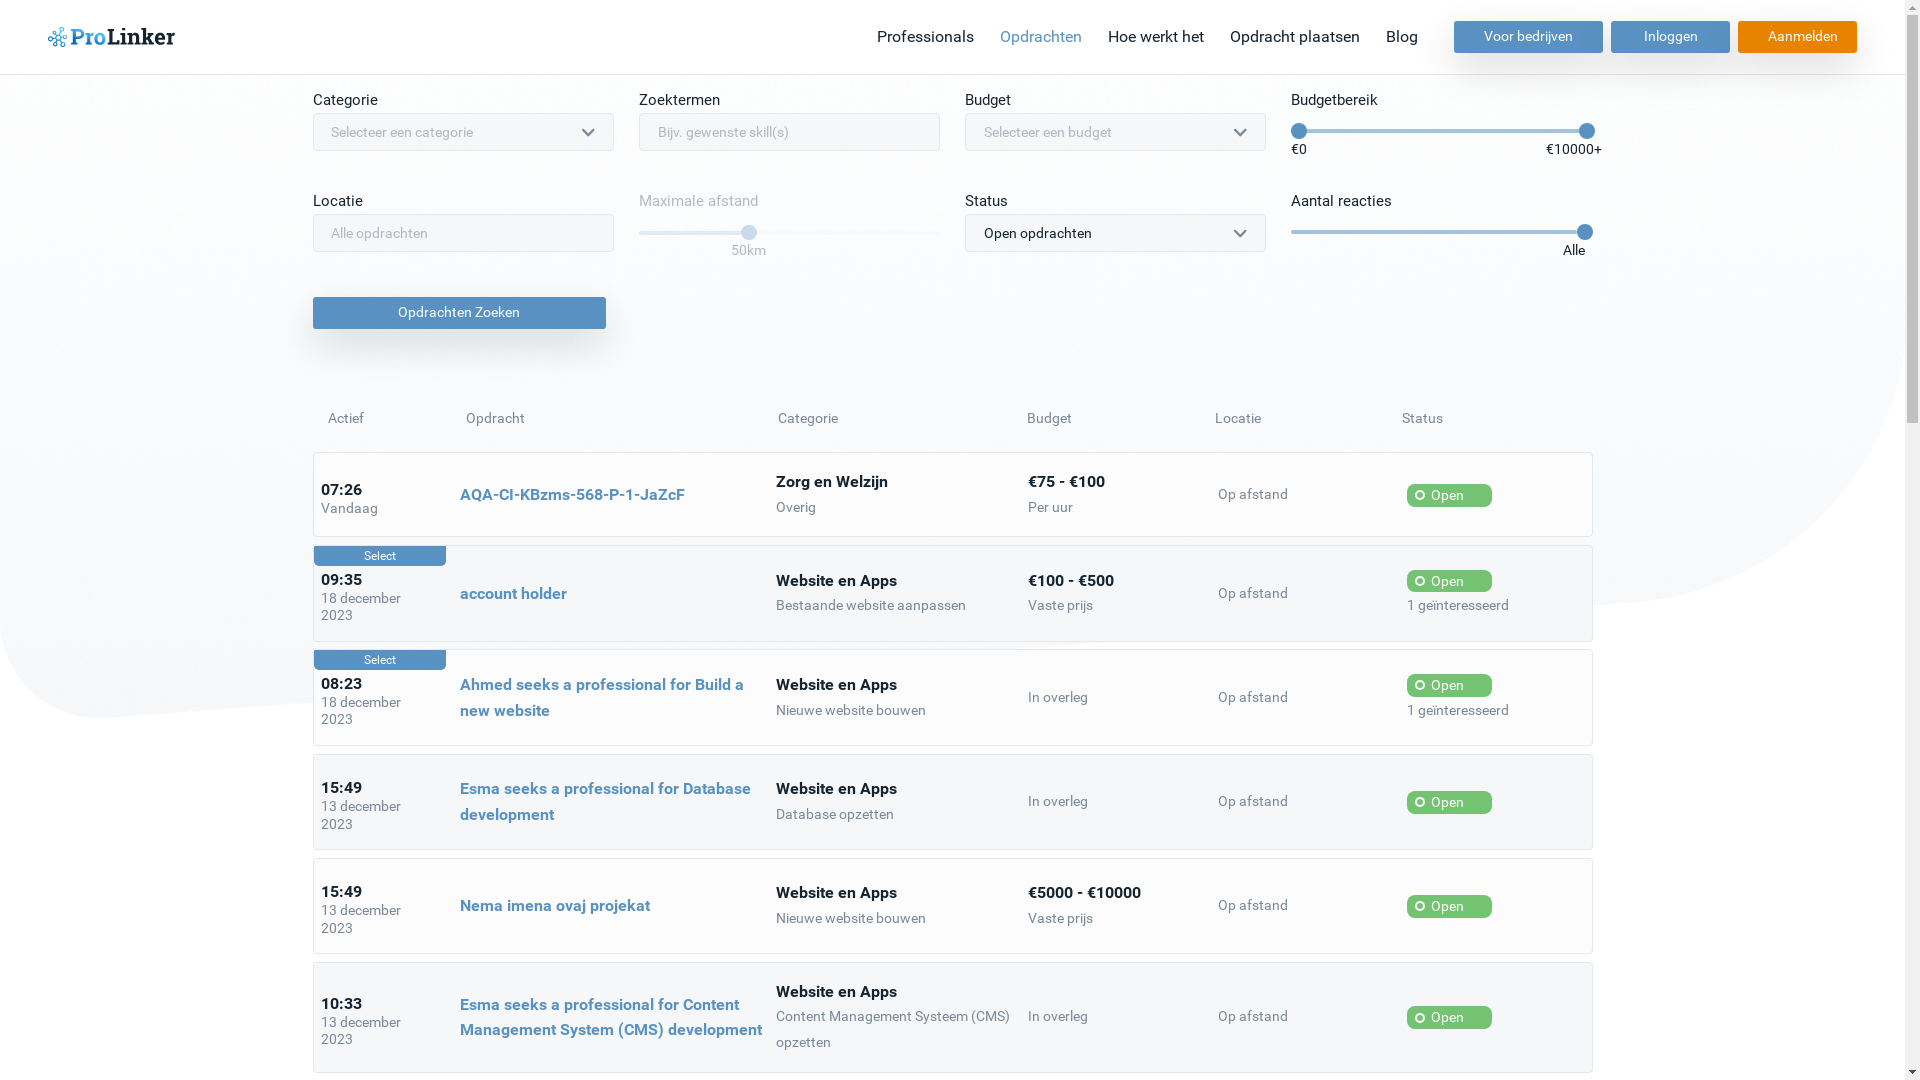 ProLinker
Professionals Opdrachten Hoe werkt het Opdracht plaatsen Blog Voor bedrijven Inloggen Aanmelden
Categorie Zoektermen Budget Budgetbereik
Selecteer een categorie Bijv. gewenste skill(s) Selecteer een budget
€0 €10000+
Locatie Maximale afstand Status Aantal reacties
Alle opdrachten Open opdrachten
50km Alle
Opdrachten Zoeken
Actief Opdracht Categorie Budget Locatie Status
07:26
Vandaag
AQA-CI-KBzms-568-P-1-JaZcF
Zorg en Welzijn
Overig
€75 - €100
Per uur
Op afstand
Open
Select
09:35
18 december
2023
account holder
Website en Apps
Bestaande website aanpassen
€100 - €500
Vaste prijs
Op afstand
Open
1 geïnteresseerd
Select
08:23
18 december
2023
Ahmed seeks a professional for Build a
new website
Website en Apps
Nieuwe website bouwen
In overleg
Op afstand
Open
1 geïnteresseerd
15:49
13 december
2023
Esma seeks a professional for Database
development
Website en Apps
Database opzetten
In overleg
Op afstand
Open
15:49
13 december
2023
Nema imena ovaj projekat
Website en Apps
Nieuwe website bouwen
€5000 - €10000
Vaste prijs
Op afstand
Open
10:33
13 december
2023
Esma seeks a professional for Content
Management System (CMS) development
Website en Apps
Content Management Systeem (CMS)
opzetten
In overleg
Op afstand
Open